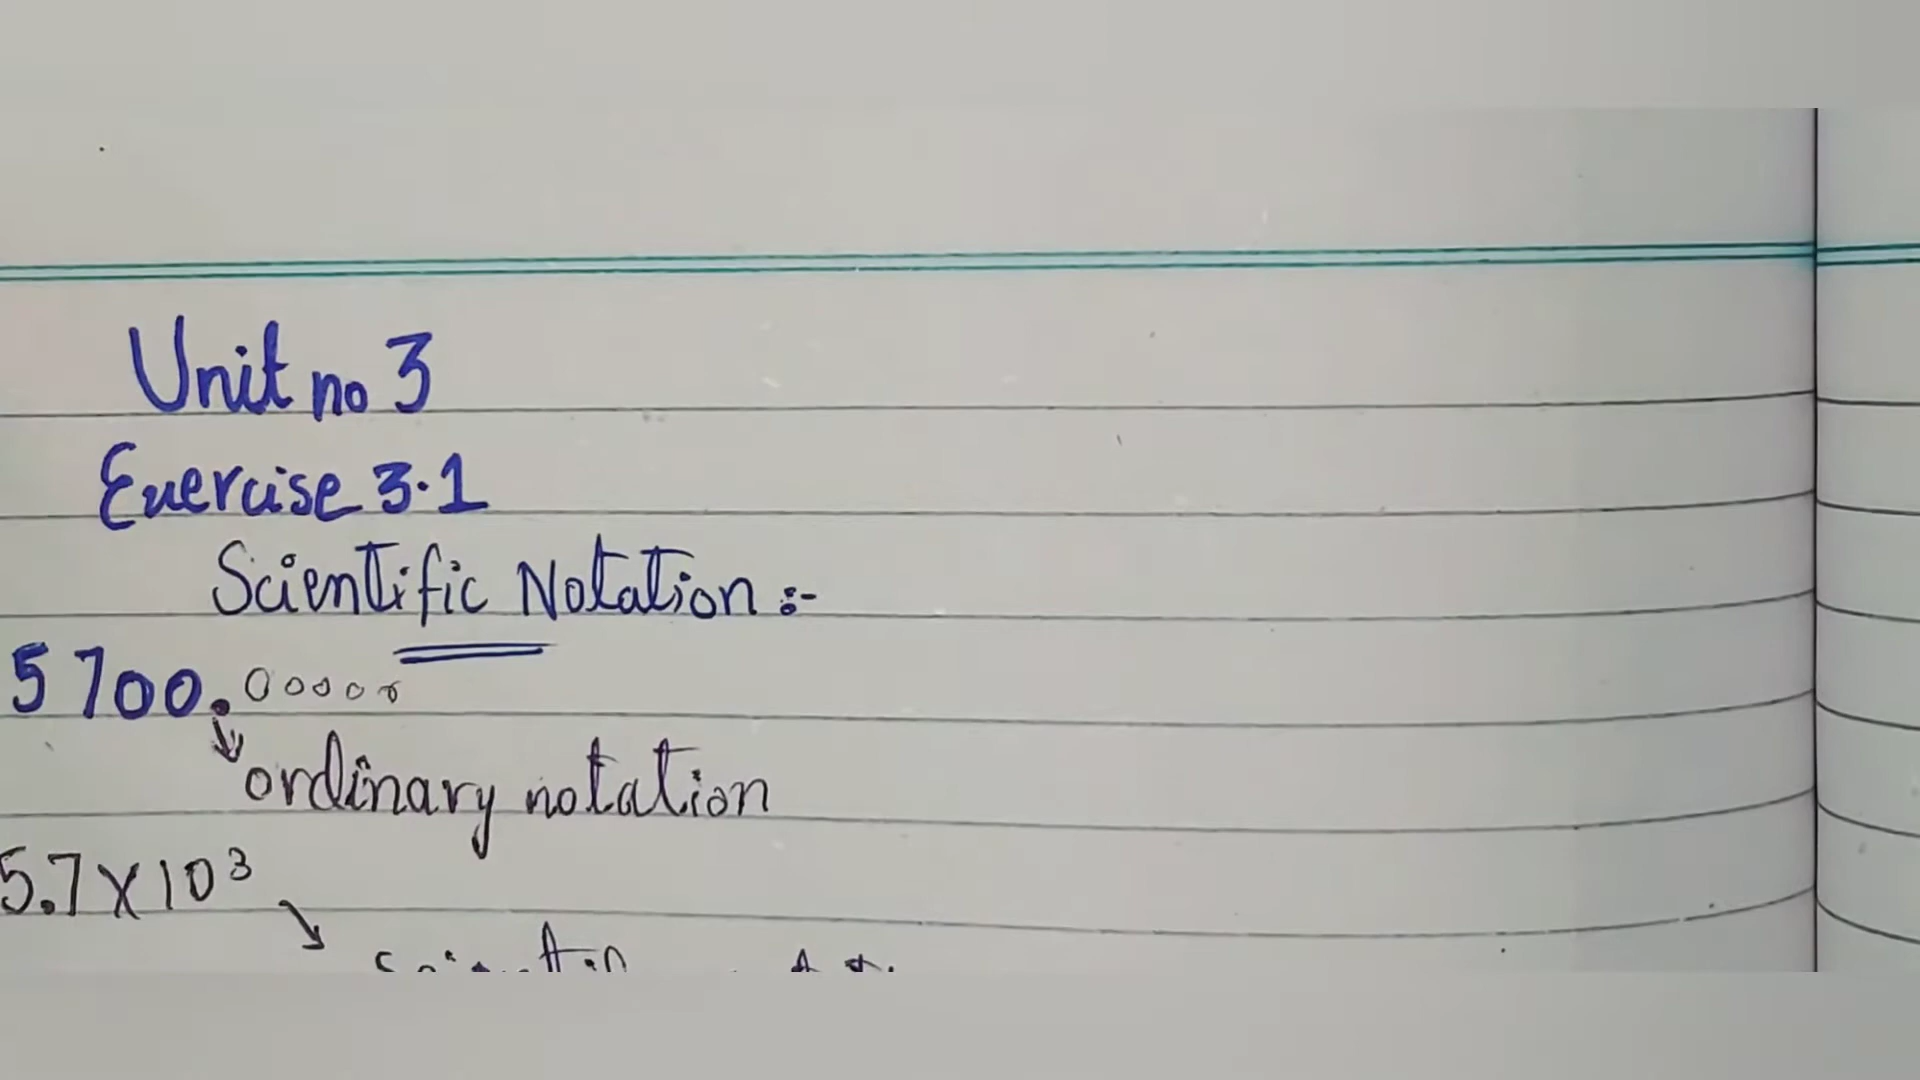 Unit no 3
Exercise 3.1
Scientific Notation :-
5700.00000
ordinary notation
5.7×10³